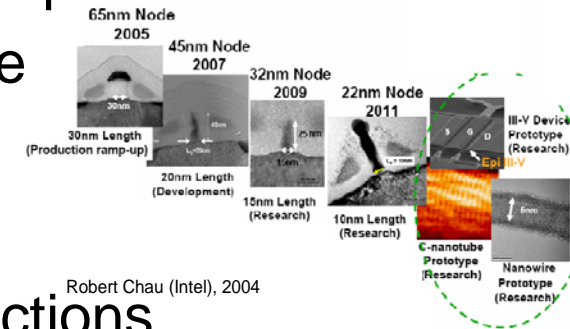 65nm Node
2005
30nm
30nm Length
(Production ramp-up)
45nm Node
2007
20nm Length
(Development)
32nm Node
2009
25 nm
15nm
15nm Length
(Research)
22nm Node
2011
10nm Length
(Research)
S G D
III-V Device
Prototype
(Research)
Epi III-V
C-nanotube
Prototype
(Research)
5nm
Nanowire
Prototype
(Research)
Robert Chau (Intel), 2004
ctions
e